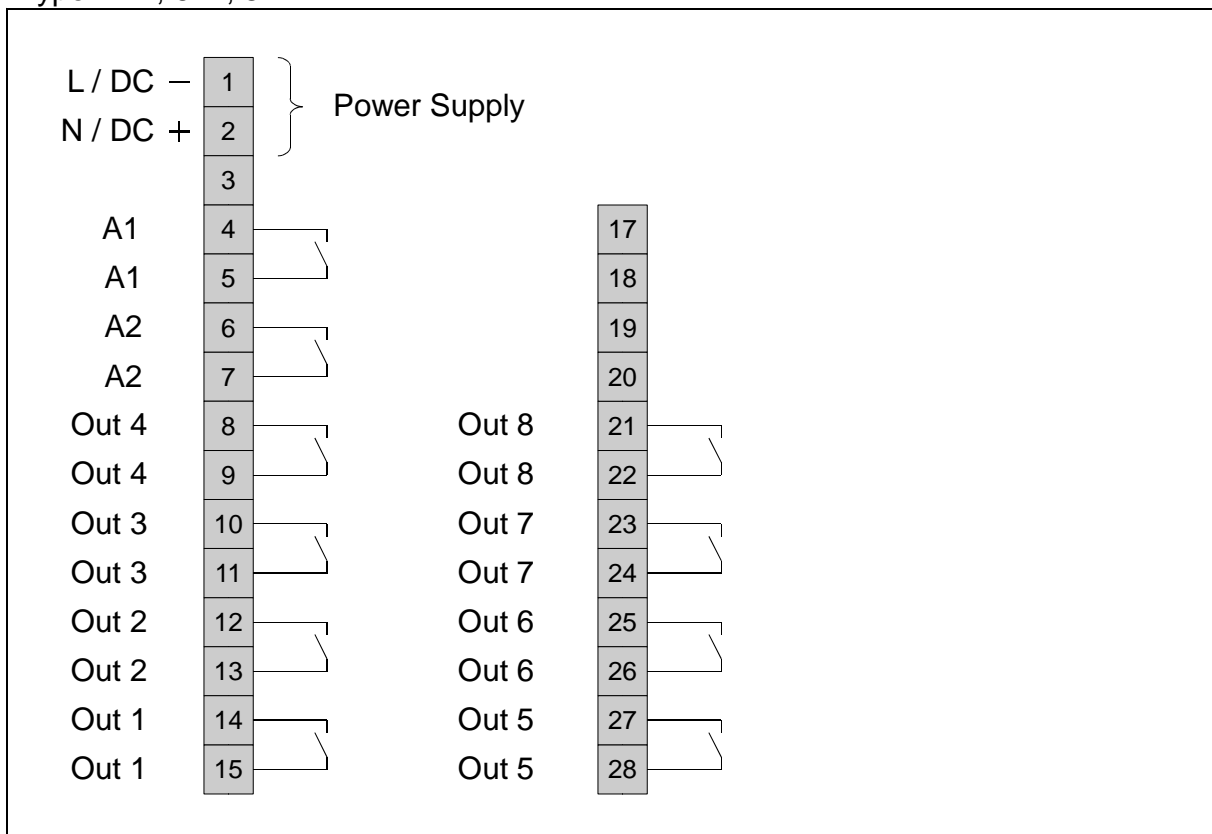 L / DC – 1
Power Supply
N / DC + 2
3
A1 4
17
A1 5
18
A2 6
19
A2 7
20
Out 4 8
Out 8 21
Out 4 9
Out 8 22
Out 3 10
Out 7 23
Out 3 11
Out 7 24
Out 2 12
Out 6 25
Out 2 13
Out 6 26
Out 1 14
Out 5 27
Out 1 15
Out 5 28